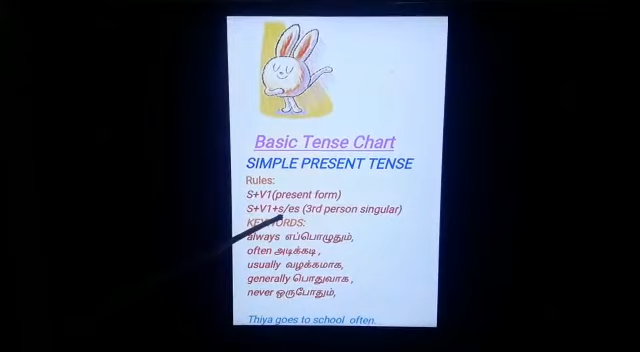 Basic Tense Chart
SIMPLE PRESENT TENSE
Rules:
S+V1(present form)
S+V1+s/es (3rd person singular)
KEYWORDS:
always எப்பொழுதும்,
often அடிக்கடி ,
usually வழக்கமாக,
generally பொதுவாக ,
never ஒருபோதும்,
Thiya goes to school often.